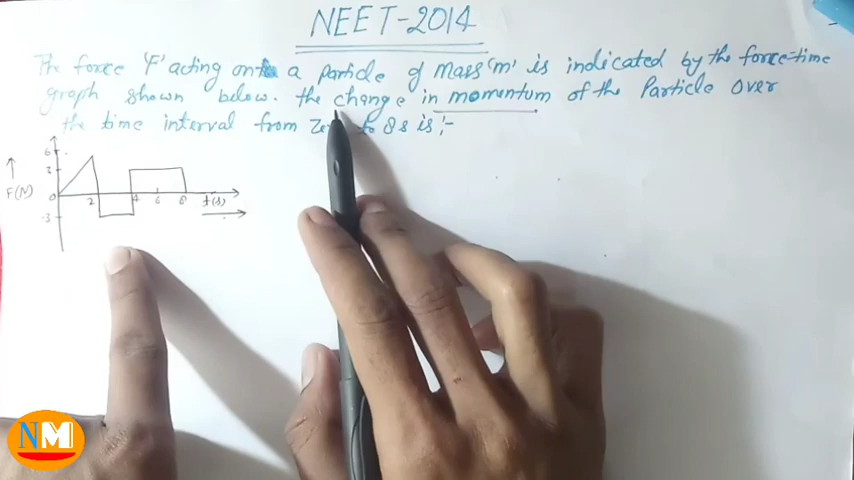 NEET-2014
The force 'F' acting on a particle of mass 'm' is indicated by the force-time
graph shown below. the change in momentum of the Particle over
the time interval from to 8s is :-
6
3
F(N)
0 2 4 6 8 t(s)
-3
NM